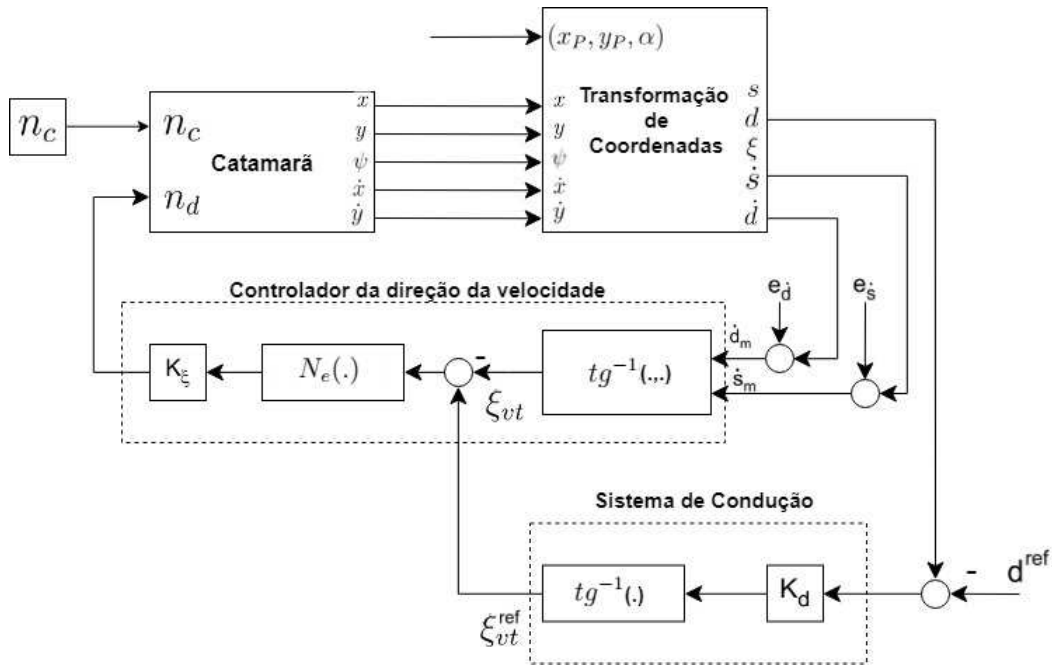 (x_P, y_P, α)
Transformação
de
Coordenadas
x
y
ψ
ẋ
ẏ
s
d
ξ
ṡ
ḋ
n_c
n_c
n_d
Catamarã
x
y
ψ
ẋ
ẏ
Controlador da direção da velocidade
e_ḋ
e_ṡ
ḋ_m
ṡ_m
K_ξ
N_e(.)
-
ξ_vt
tg⁻¹(.,.)
Sistema de Condução
ξ_vt^ref
tg⁻¹(.)
K_d
-
d^ref